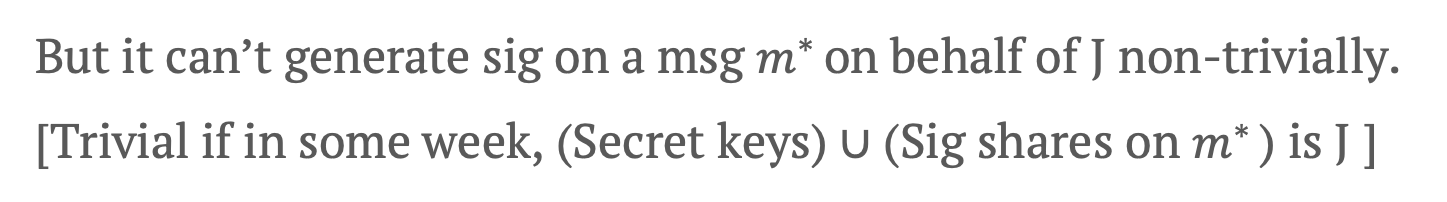 But it can’t generate sig on a msg m* on behalf of J non-trivially.
[Trivial if in some week, (Secret keys) ∪ (Sig shares on m* ) is J ]